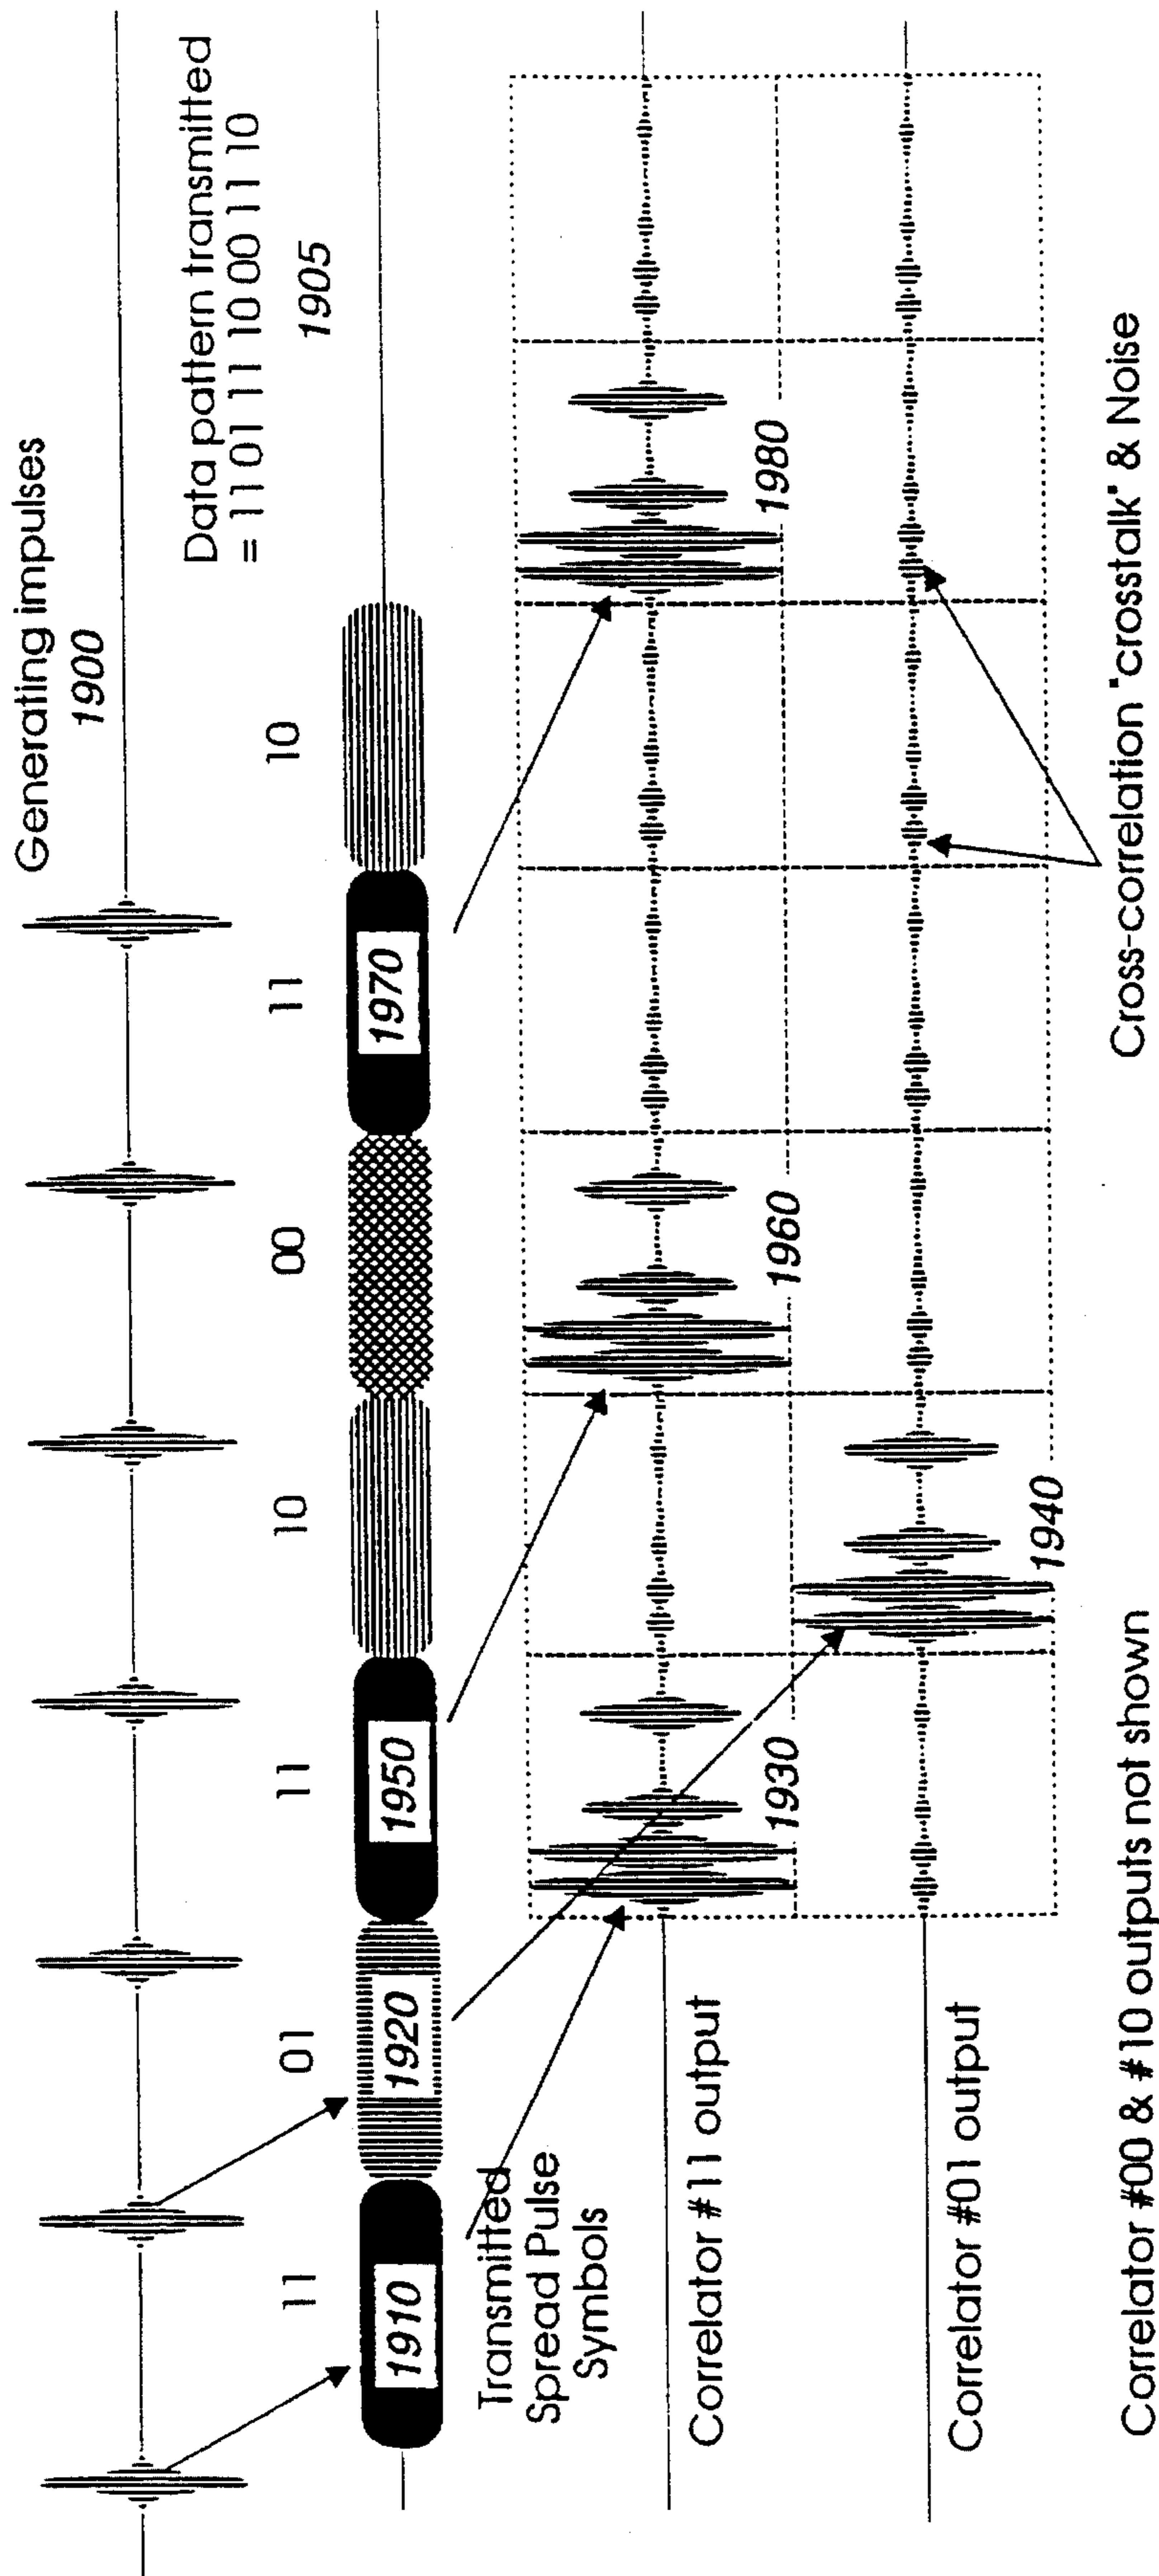 Generating impulses
1900
Data pattern transmitted
= 11 01 11 10 00 11 10
1905
11
01
11
10
00
11
10
1910
1920
1950
1970
Transmitted
Spread Pulse
Symbols
Correlator #11 output
1930
1960
1980
Correlator #01 output
1940
Cross-correlation "crosstalk" & Noise
Correlator #00 & #10 outputs not shown